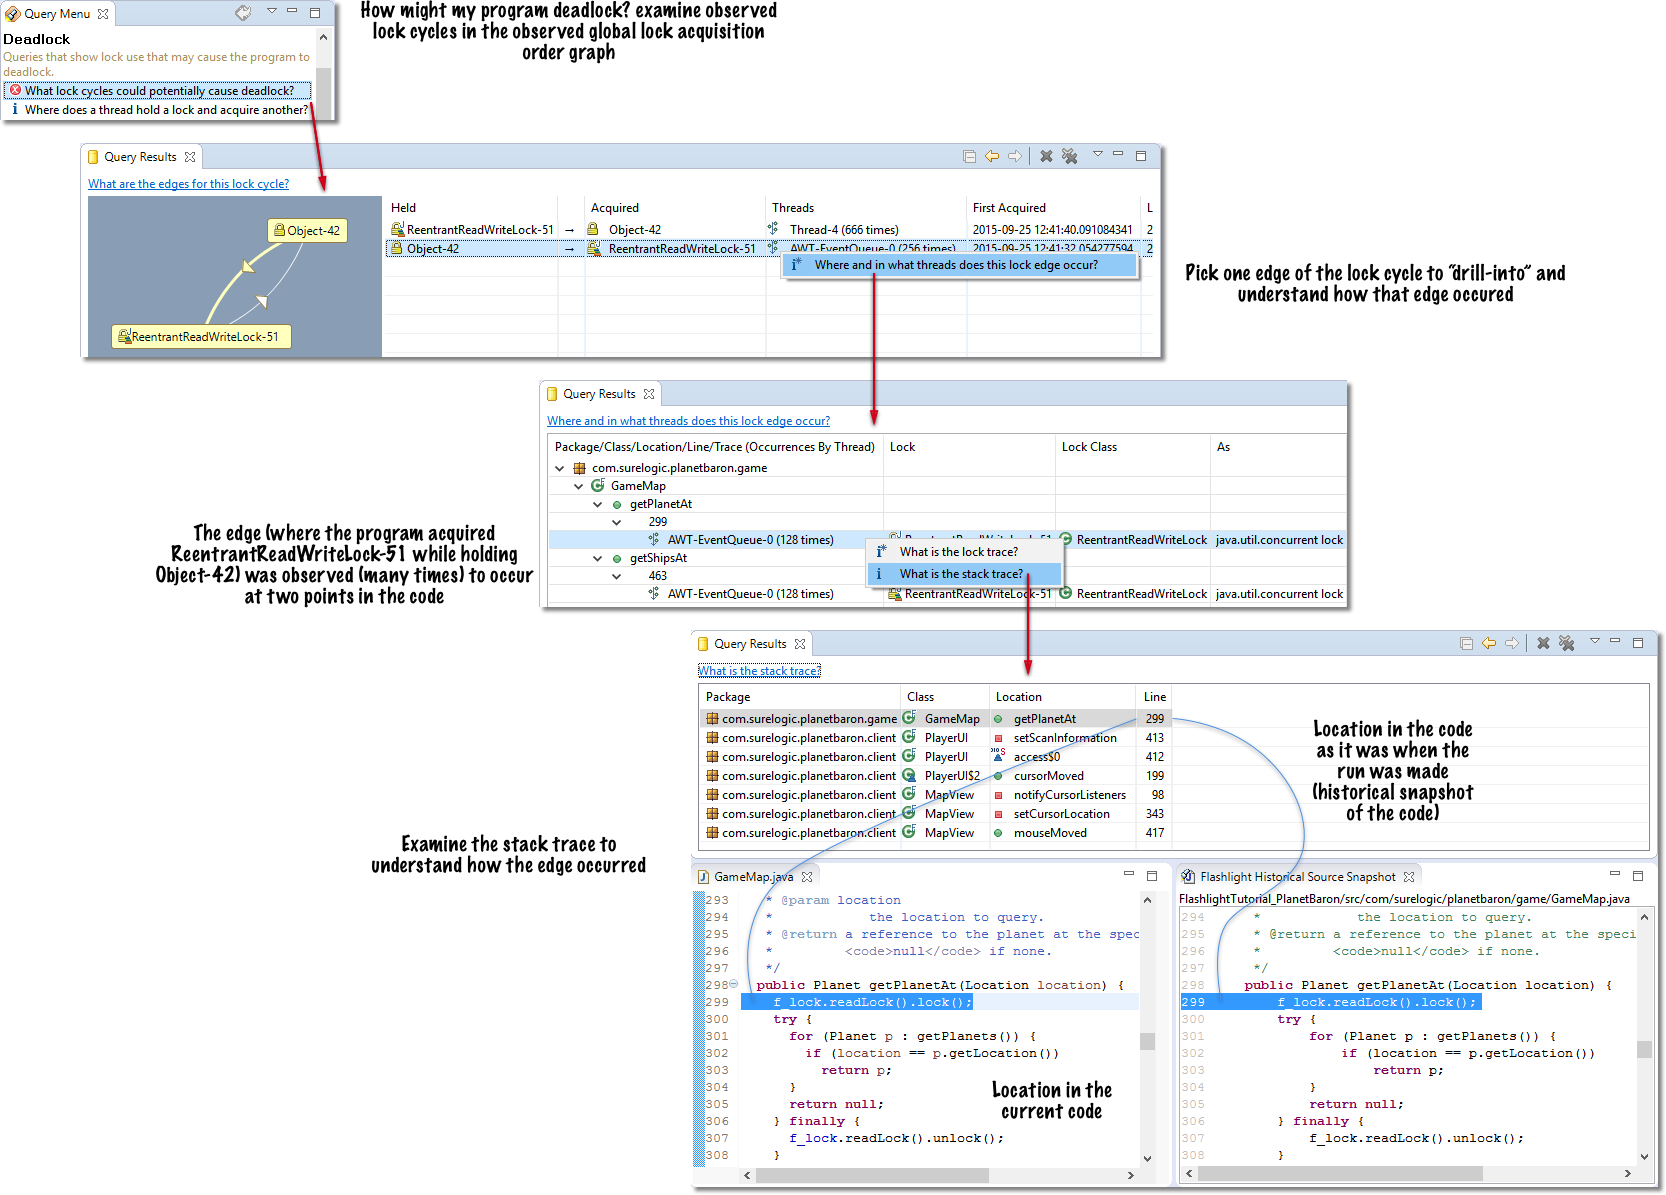 Query Menu
How might my program deadlock? examine observed
lock cycles in the observed global lock acquisition
order graph
Deadlock
Queries that show lock use that may cause the program to
deadlock.
What lock cycles could potentially cause deadlock?
Where does a thread hold a lock and acquire another?
Query Results
What are the edges for this lock cycle?
Object-42
ReentrantReadWriteLock-51
Held Acquired Threads First Acquired L
ReentrantReadWriteLock-51 → Object-42 Thread-4 (666 times) 2015-09-25 12:41:40.091084341 2
Object-42 → ReentrantReadWriteLock-51 AWT-EventQueue-0 (256 times) 2015-09-25 12:41:32.054277594 2
Where and in what threads does this lock edge occur?
Pick one edge of the lock cycle to "drill-into" and
understand how that edge occured
Query Results
Where and in what threads does this lock edge occur?
Package/Class/Location/Line/Trace (Occurrences By Thread) Lock Lock Class As
com.surelogic.planetbaron.game
GameMap
getPlanetAt
299
AWT-EventQueue-0 (128 times) ReentrantReadWriteLock-51 ReentrantReadWriteLock java.util.concurrent lock
What is the lock trace?
What is the stack trace?
getShipsAt
463
AWT-EventQueue-0 (128 times) ReentrantReadWriteLock-51 ReentrantReadWriteLock java.util.concurrent lock
The edge (where the program acquired
ReentrantReadWriteLock-51 while holding
Object-42) was observed (many times) to occur
at two points in the code
Query Results
What is the stack trace?
Package Class Location Line
com.surelogic.planetbaron.game GameMap getPlanetAt 299
com.surelogic.planetbaron.client PlayerUI setScanInformation 413
com.surelogic.planetbaron.client PlayerUI access$0 412
com.surelogic.planetbaron.client PlayerUI$2 cursorMoved 199
com.surelogic.planetbaron.client MapView notifyCursorListeners 98
com.surelogic.planetbaron.client MapView setCursorLocation 343
com.surelogic.planetbaron.client MapView mouseMoved 417
Location in the code
as it was when the
run was made
(historical snapshot
of the code)
Examine the stack trace to
understand how the edge occurred
GameMap.java
293 * @param location
294 * the location to query.
295 * @return a reference to the planet at the spec
296 * <code>null</code> if none.
297 */
298 public Planet getPlanetAt(Location location) {
299 f_lock.readLock().lock();
300 try {
301 for (Planet p : getPlanets()) {
302 if (location == p.getLocation())
303 return p;
304 }
305 return null;
306 } finally {
307 f_lock.readLock().unlock();
308 }
Location in the
current code
Flashlight Historical Source Snapshot
FlashlightTutorial_PlanetBaron/src/com/surelogic/planetbaron/game/GameMap.java
294 * the location to query.
295 * @return a reference to the planet at the speci
296 * <code>null</code> if none.
297 */
298 public Planet getPlanetAt(Location location) {
299 f_lock.readLock().lock();
300 try {
301 for (Planet p : getPlanets()) {
302 if (location == p.getLocation())
303 return p;
304 }
305 return null;
306 } finally {
307 f_lock.readLock().unlock();
308 }